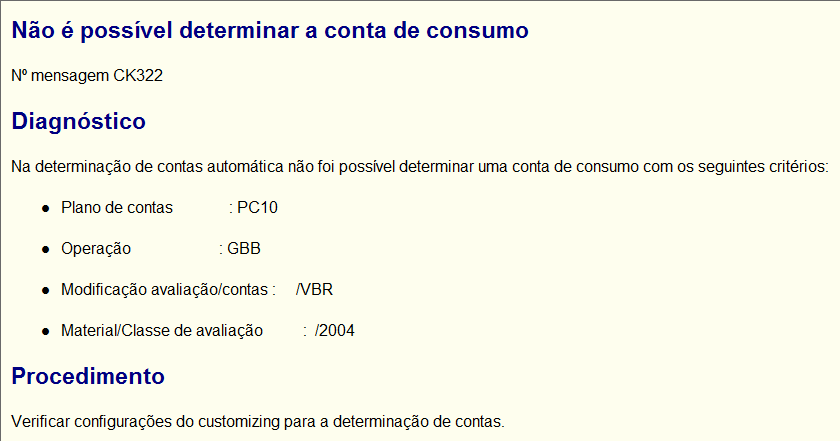 Não é possível determinar a conta de consumo
Nº mensagem CK322
Diagnóstico
Na determinação de contas automática não foi possível determinar uma conta de consumo com os seguintes critérios:
● Plano de contas : PC10
● Operação : GBB
● Modificação avaliação/contas : /VBR
● Material/Classe de avaliação : /2004
Procedimento
Verificar configurações do customizing para a determinação de contas.